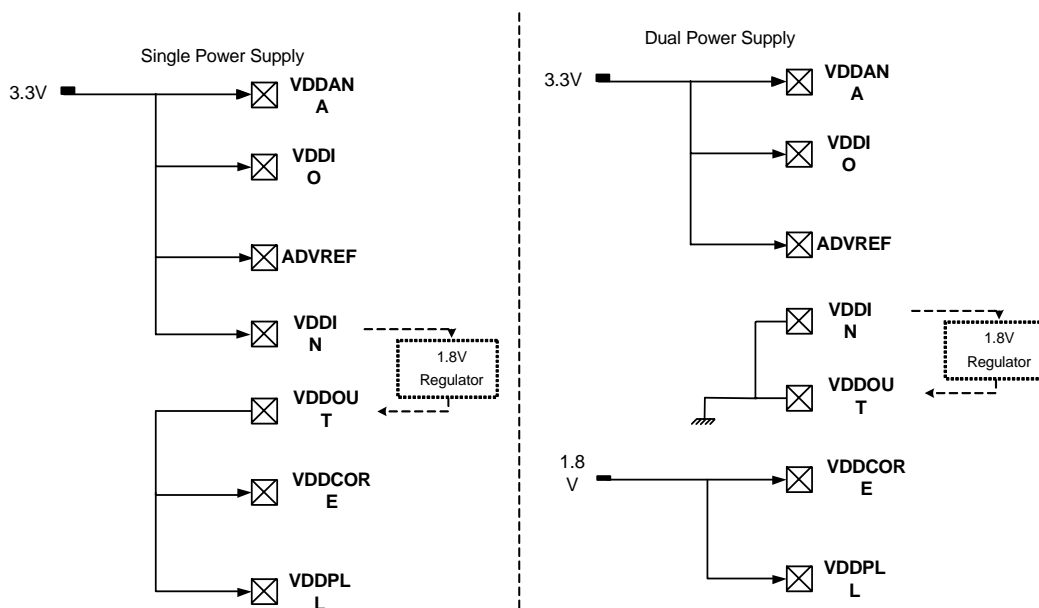 Single Power Supply
3.3V
VDDAN
A
VDDI
O
ADVREF
VDDI
N
1.8V
Regulator
VDDOU
T
VDDCOR
E
VDDPL
L
Dual Power Supply
3.3V
VDDAN
A
VDDI
O
ADVREF
VDDI
N
1.8V
Regulator
VDDOU
T
1.8
V
VDDCOR
E
VDDPL
L